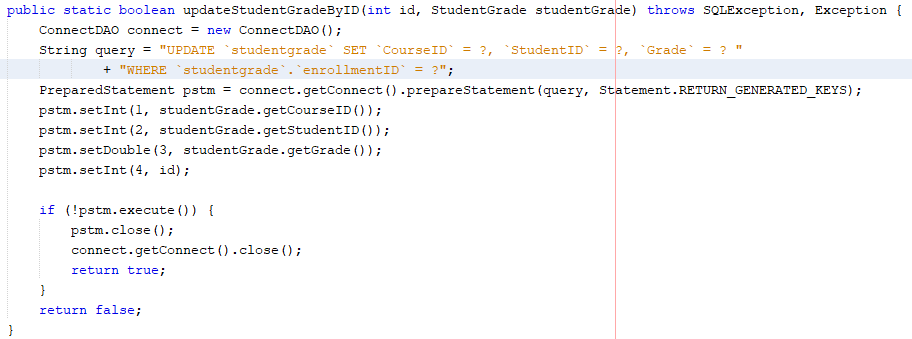 public static boolean updateStudentGradeByID(int id, StudentGrade studentGrade) throws SQLException, Exception {
    ConnectDAO connect = new ConnectDAO();
    String query = "UPDATE `studentgrade` SET `CourseID` = ?, `StudentID` = ?, `Grade` = ? "
            + "WHERE `studentgrade`.`enrollmentID` = ?";
    PreparedStatement pstm = connect.getConnect().prepareStatement(query, Statement.RETURN_GENERATED_KEYS);
    pstm.setInt(1, studentGrade.getCourseID());
    pstm.setInt(2, studentGrade.getStudentID());
    pstm.setDouble(3, studentGrade.getGrade());
    pstm.setInt(4, id);

    if (!pstm.execute()) {
        pstm.close();
        connect.getConnect().close();
        return true;
    }
    return false;
}